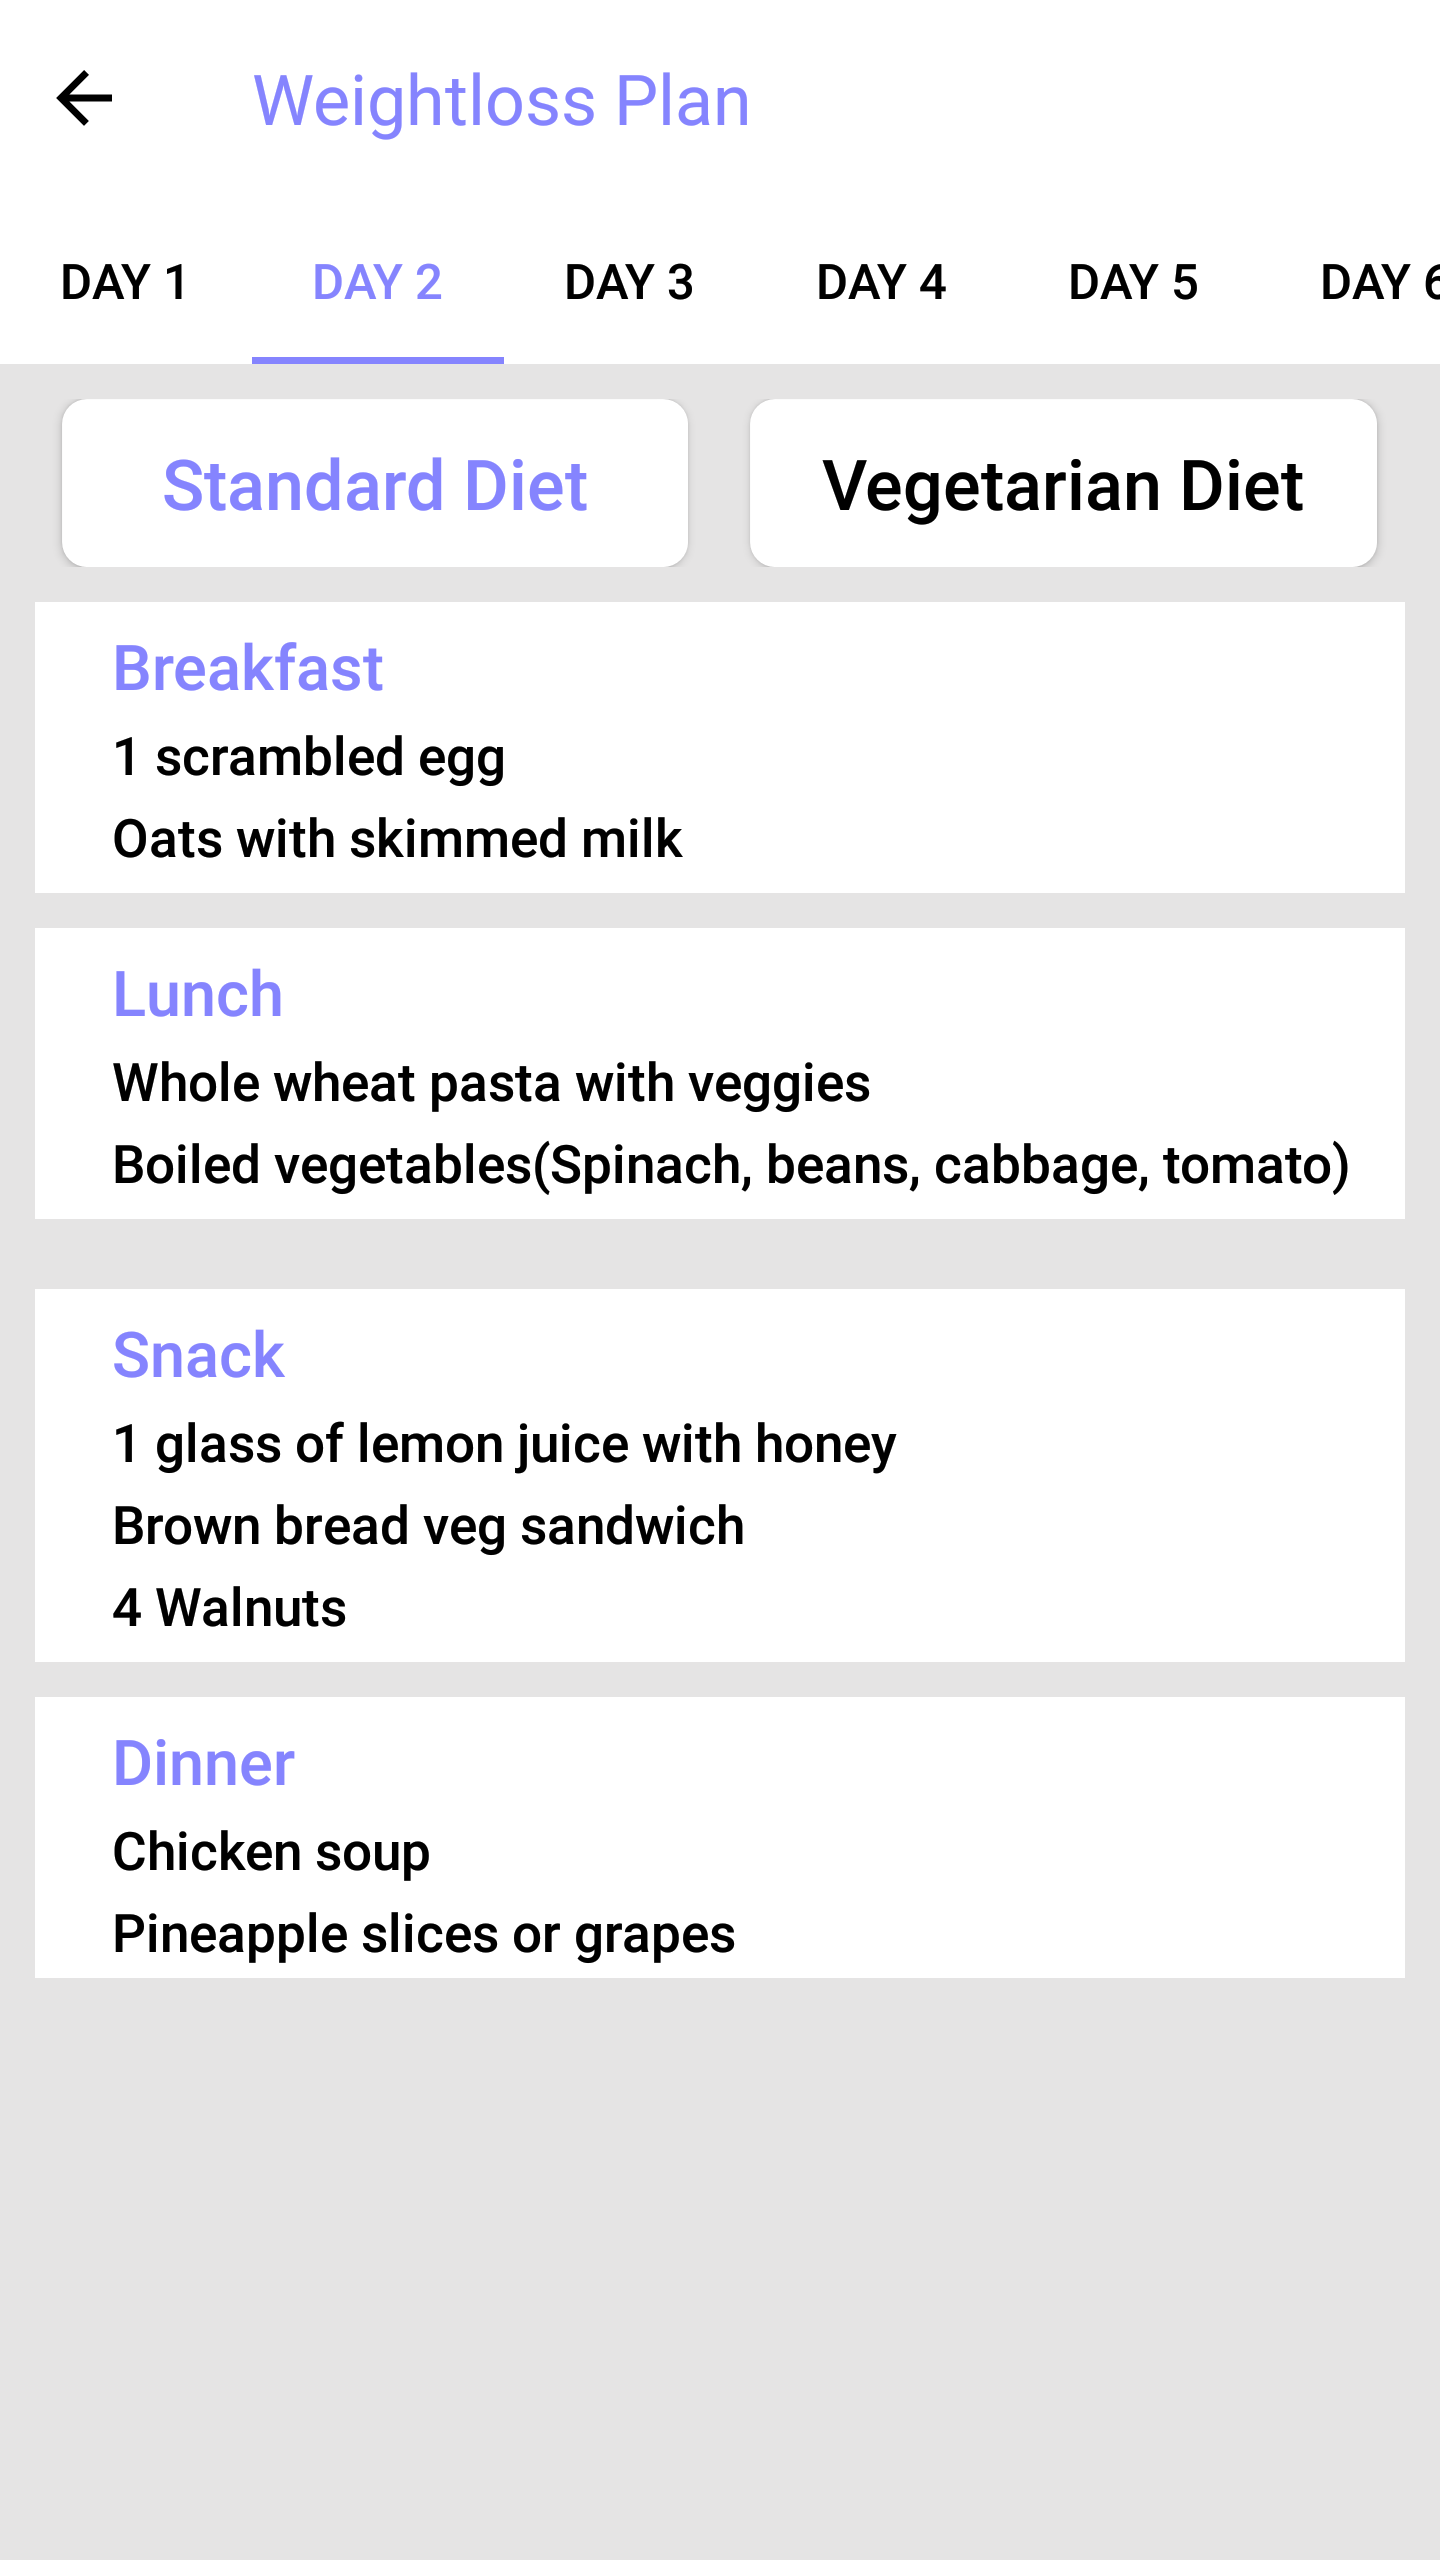 Weightloss Plan
DAY 1 DAY 2 DAY 3 DAY 4 DAY 5 DAY 6
Standard Diet Vegetarian Diet
Breakfast
1 scrambled egg
Oats with skimmed milk
Lunch
Whole wheat pasta with veggies
Boiled vegetables(Spinach, beans, cabbage, tomato)
Snack
1 glass of lemon juice with honey
Brown bread veg sandwich
4 Walnuts
Dinner
Chicken soup
Pineapple slices or grapes